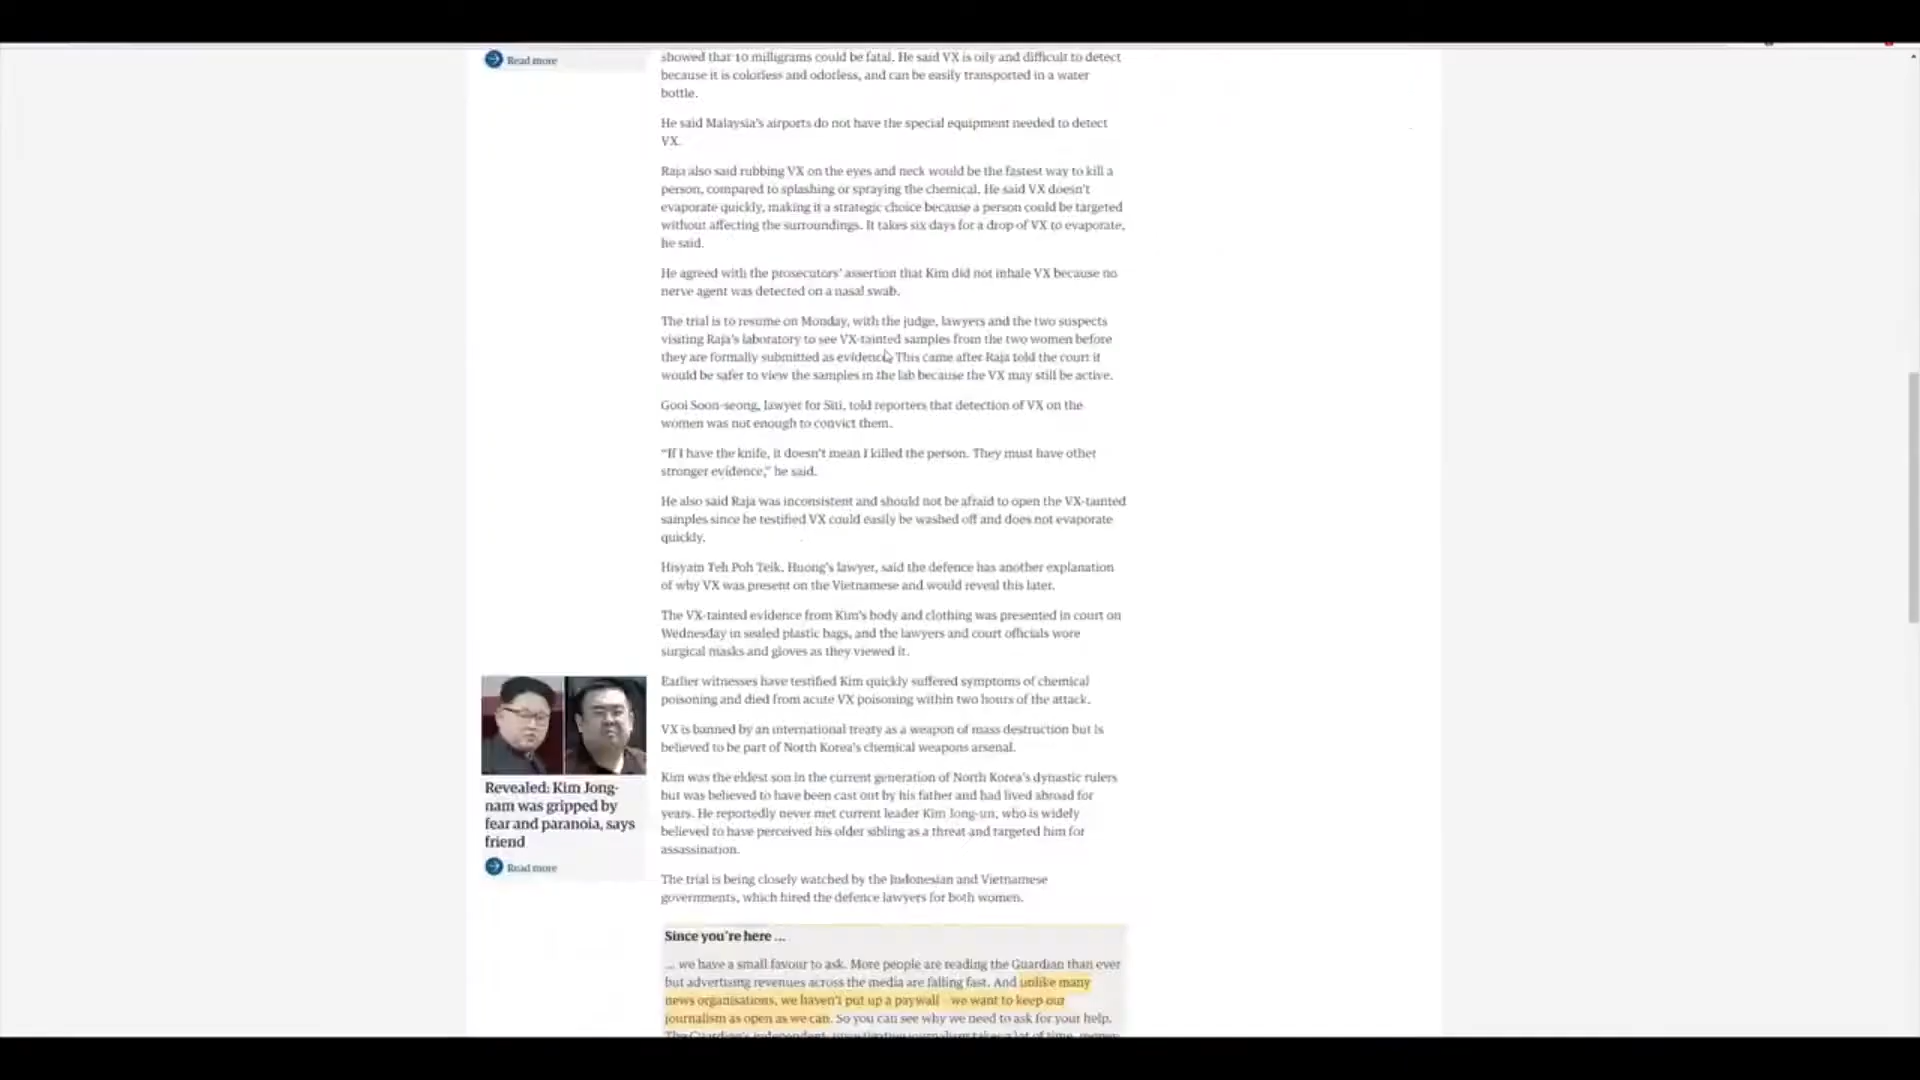 Read more
showed that 10 milligrams could be fatal. He said VX is oily and difficult to detect
because it is colorless and odorless, and can be easily transported in a water
bottle.
He said Malaysia's airports do not have the special equipment needed to detect
VX.
Raja also said rubbing VX on the eyes and neck would be the fastest way to kill a
person, compared to splashing or spraying the chemical. He said VX doesn't
evaporate quickly, making it a strategic choice because a person could be targeted
without affecting the surroundings. It takes six days for a drop of VX to evaporate,
he said.
He agreed with the prosecutors' assertion that Kim did not inhale VX because no
nerve agent was detected on a nasal swab.
The trial is to resume on Monday, with the judge, lawyers and the two suspects
visiting Raja's laboratory to see VX-tainted samples from the two women before
they are formally submitted as evidence. This came after Raja told the court it
would be safer to view the samples in the lab because the VX may still be active.
Gooi Soon-seong, lawyer for Siti, told reporters that detection of VX on the
women was not enough to convict them.
“If I have the knife, it doesn't mean I killed the person. They must have other
stronger evidence,” he said.
He also said Raja was inconsistent and should not be afraid to open the VX-tainted
samples since he testified VX could easily be washed off and does not evaporate
quickly.
Hisyam Teh Poh Teik, Huong's lawyer, said the defence has another explanation
of why VX was present on the Vietnamese and would reveal this later.
The VX-tainted evidence from Kim's body and clothing was presented in court on
Wednesday in sealed plastic bags, and the lawyers and court officials wore
surgical masks and gloves as they viewed it.
Earlier witnesses have testified Kim quickly suffered symptoms of chemical
poisoning and died from acute VX poisoning within two hours of the attack.
VX is banned by an international treaty as a weapon of mass destruction but is
believed to be part of North Korea's chemical weapons arsenal.
Kim was the eldest son in the current generation of North Korea's dynastic rulers
but was believed to have been cast out by his father and had lived abroad for
years. He reportedly never met current leader Kim Jong-un, who is widely
believed to have perceived his older sibling as a threat and targeted him for
assassination.
The trial is being closely watched by the Indonesian and Vietnamese
governments, which hired the defence lawyers for both women.
Revealed: Kim Jong-
nam was gripped by
fear and paranoia, says
friend
Read more
Since you're here ...
... we have a small favour to ask. More people are reading the Guardian than ever
but advertising revenues across the media are falling fast. And unlike many
news organisations, we haven't put up a paywall – we want to keep our
journalism as open as we can. So you can see why we need to ask for your help.
The Guardian's independent, investigative journalism takes a lot of time, money